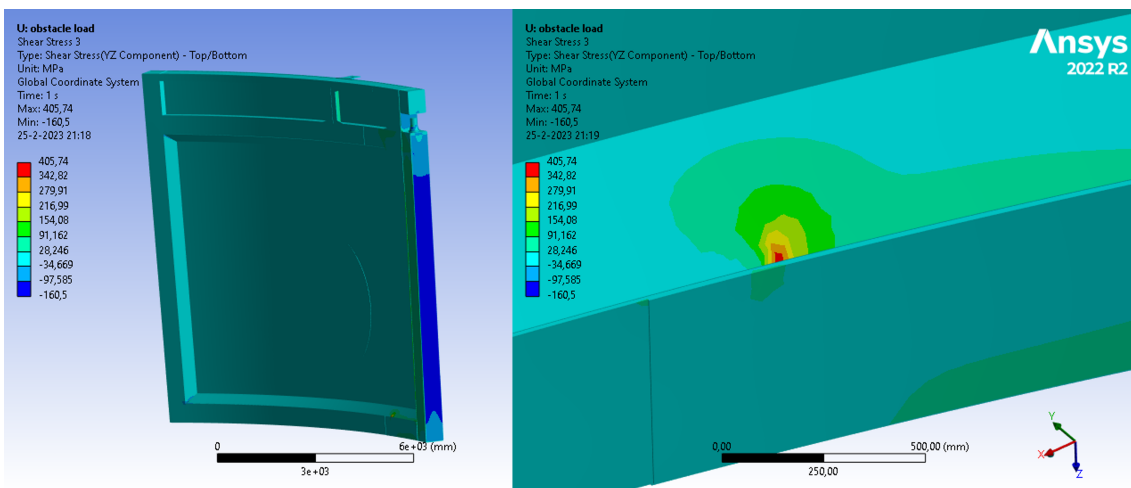 U: obstacle load
Shear Stress 3
Type: Shear Stress(YZ Component) - Top/Bottom
Unit: MPa
Global Coordinate System
Time: 1 s
Max: 405,74
Min: -160,5
25-2-2023 21:18
405,74
342,82
279,91
216,99
154,08
91,162
28,246
-34,669
-97,585
-160,5
0
6e+03 (mm)
3e+03
U: obstacle load
Shear Stress 3
Type: Shear Stress(YZ Component) - Top/Bottom
Unit: MPa
Global Coordinate System
Time: 1 s
Max: 405,74
Min: -160,5
25-2-2023 21:19
405,74
342,82
279,91
216,99
154,08
91,162
28,246
-34,669
-97,585
-160,5
Ansys
2022 R2
0,00
500,00 (mm)
250,00
Y
X
Z